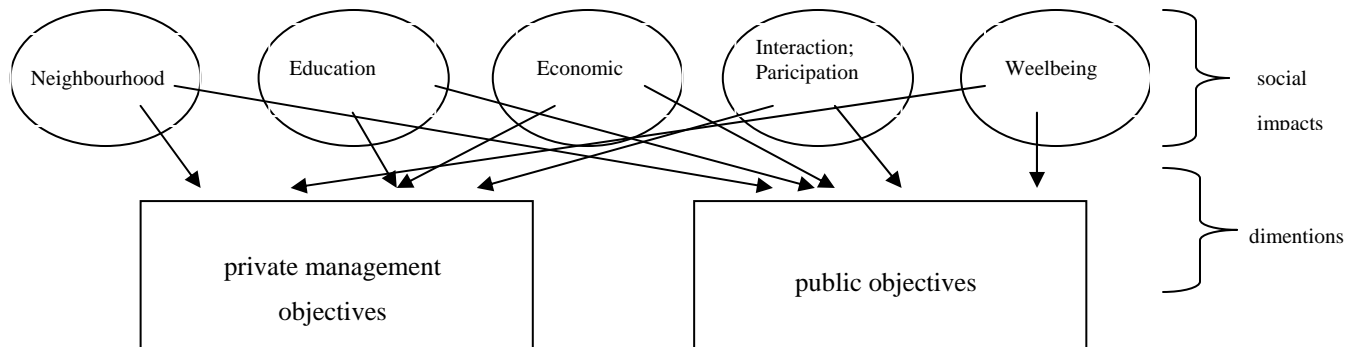 Neighbourhood
Education
Economic
Interaction;
Paricipation
Weelbeing
social
impacts
private management
objectives
public objectives
dimentions